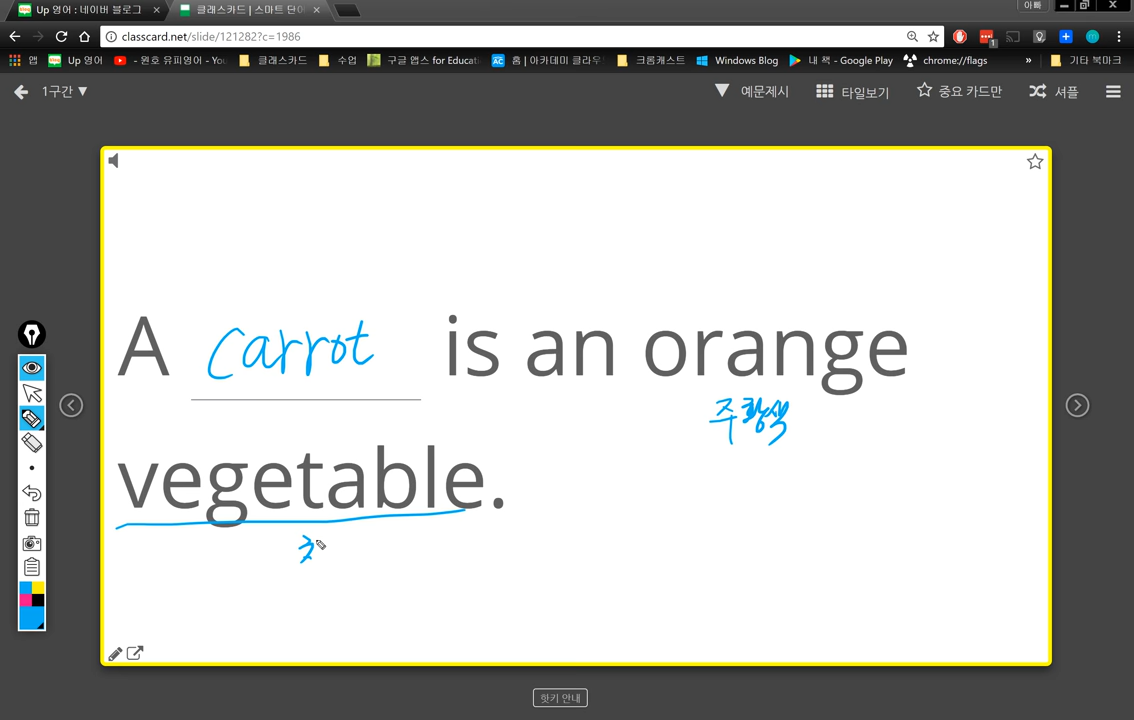 Up 영어 : 네이버 블로그
클래스카드 | 스마트 단어
아빠
classcard.net/slide/121282?c=1986
앱
Up 영어
- 원호 유피영어 - You
클래스카드
수업
구글 앱스 for Educati
홈 | 아카데미 클라우
크롬캐스트
Windows Blog
내 책 - Google Play
chrome://flags
»
기타 북마크
1구간 ▼
예문제시
타일보기
중요 카드만
셔플
A carrot is an orange
주황색
vegetable.
핫키 안내